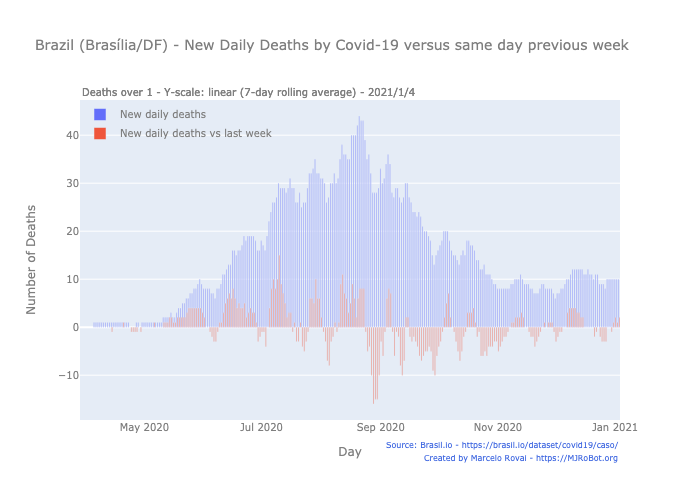 Brazil (Brasília/DF) - New Daily Deaths by Covid-19 versus same day previous week
Deaths over 1 - Y-scale: linear (7-day rolling average) - 2021/1/4
New daily deaths
New daily deaths vs last week
40
30
20
10
0
−10
Number of Deaths
May 2020
Jul 2020
Sep 2020
Nov 2020
Jan 2021
Day
Source: Brasil.io - https://brasil.io/dataset/covid19/caso/
Created by Marcelo Rovai - https://MJRoBot.org